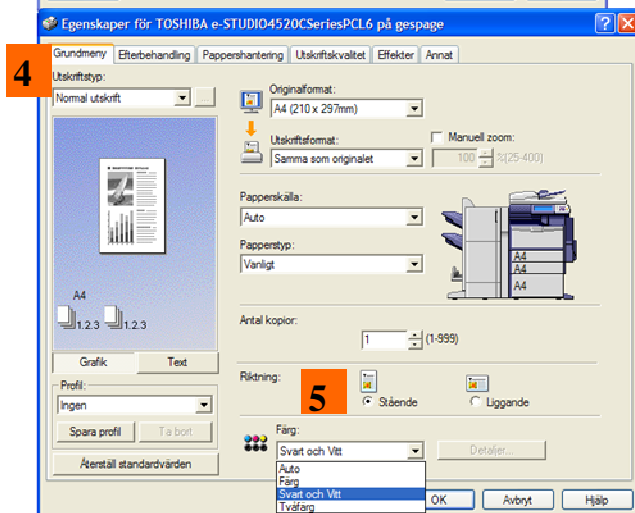 Egenskaper för TOSHIBA e-STUDIO4520CSeriesPCL6 på gespage
4
Grundmeny Efterbehandling Pappershantering Utskriftskvalitet Effekter Annat
Utskriftstyp:
Normal utskrift
...
Originalformat:
A4 (210 x 297mm)
Utskriftsformat:
Samma som originalet
Manuell zoom:
100 %(25-400)
Papperskälla:
Auto
Papperstyp:
Vanligt
A4
A4
A4
A4
1.2.3 1.2.3
Grafik Text
Antal kopior:
1 (1-999)
Profil:
Ingen
Spara profil Ta bort
Återställ standardvärden
Riktning:
5
Stående Liggande
Färg:
Svart och Vitt
Detaljer...
Auto
Färg
Svart och Vitt
Tvåfärg
OK Avbryt Hjälp